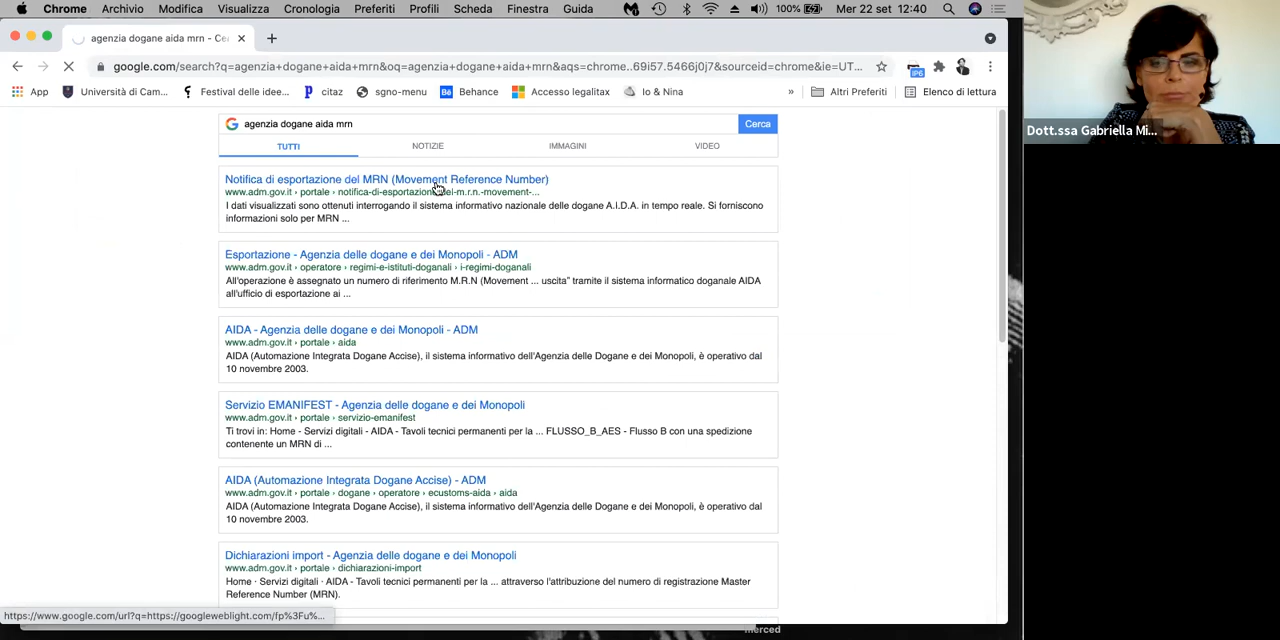 Chrome Archivio Modifica Visualizza Cronologia Preferiti Profili Scheda Finestra Guida 100% Mer 22 set 12:40
agenzia dogane aida mrn - Ce
google.com/search?q=agenzia+dogane+aida+mrn&oq=agenzia+dogane+aida+mrn&aqs=chrome..69i57.5466j0j7&sourceid=chrome&ie=UT...
IP6
App Università di Cam... Festival delle idee... citaz sgno-menu Behance Accesso legalitax Io & Nina » Altri Preferiti Elenco di lettura
agenzia dogane aida mrn Cerca
TUTTI NOTIZIE IMMAGINI VIDEO
Notifica di esportazione del MRN (Movement Reference Number)
www.adm.gov.it › portale › notifica-di-esportazione-del-m.r.n.-movement-...
I dati visualizzati sono ottenuti interrogando il sistema informativo nazionale delle dogane A.I.D.A. in tempo reale. Si forniscono
informazioni solo per MRN ...
Esportazione - Agenzia delle dogane e dei Monopoli - ADM
www.adm.gov.it › operatore › regimi-e-istituti-doganali › i-regimi-doganali
All'operazione è assegnato un numero di riferimento M.R.N (Movement ... uscita” tramite il sistema informatico doganale AIDA
all'ufficio di esportazione ai ...
AIDA - Agenzia delle dogane e dei Monopoli - ADM
www.adm.gov.it › portale › aida
AIDA (Automazione Integrata Dogane Accise), il sistema informativo dell'Agenzia delle Dogane e dei Monopoli, è operativo dal
10 novembre 2003.
Servizio EMANIFEST - Agenzia delle dogane e dei Monopoli
www.adm.gov.it › portale › servizio-emanifest
Ti trovi in: Home - Servizi digitali - AIDA - Tavoli tecnici permanenti per la ... FLUSSO_B_AES - Flusso B con una spedizione
contenente un MRN di ...
AIDA (Automazione Integrata Dogane Accise) - ADM
www.adm.gov.it › portale › dogane › operatore › ecustoms-aida › aida
AIDA (Automazione Integrata Dogane Accise), il sistema informativo dell'Agenzia delle Dogane e dei Monopoli, è operativo dal
10 novembre 2003.
Dichiarazioni import - Agenzia delle dogane e dei Monopoli
www.adm.gov.it › portale › dichiarazioni-import
Home · Servizi digitali · AIDA - Tavoli tecnici permanenti per la ... attraverso l'attribuzione del numero di registrazione Master
Reference Number (MRN).
https://www.google.com/url?q=https://googleweblight.com/fp%3Fu%...
merced
Dott.ssa Gabriella Mi...